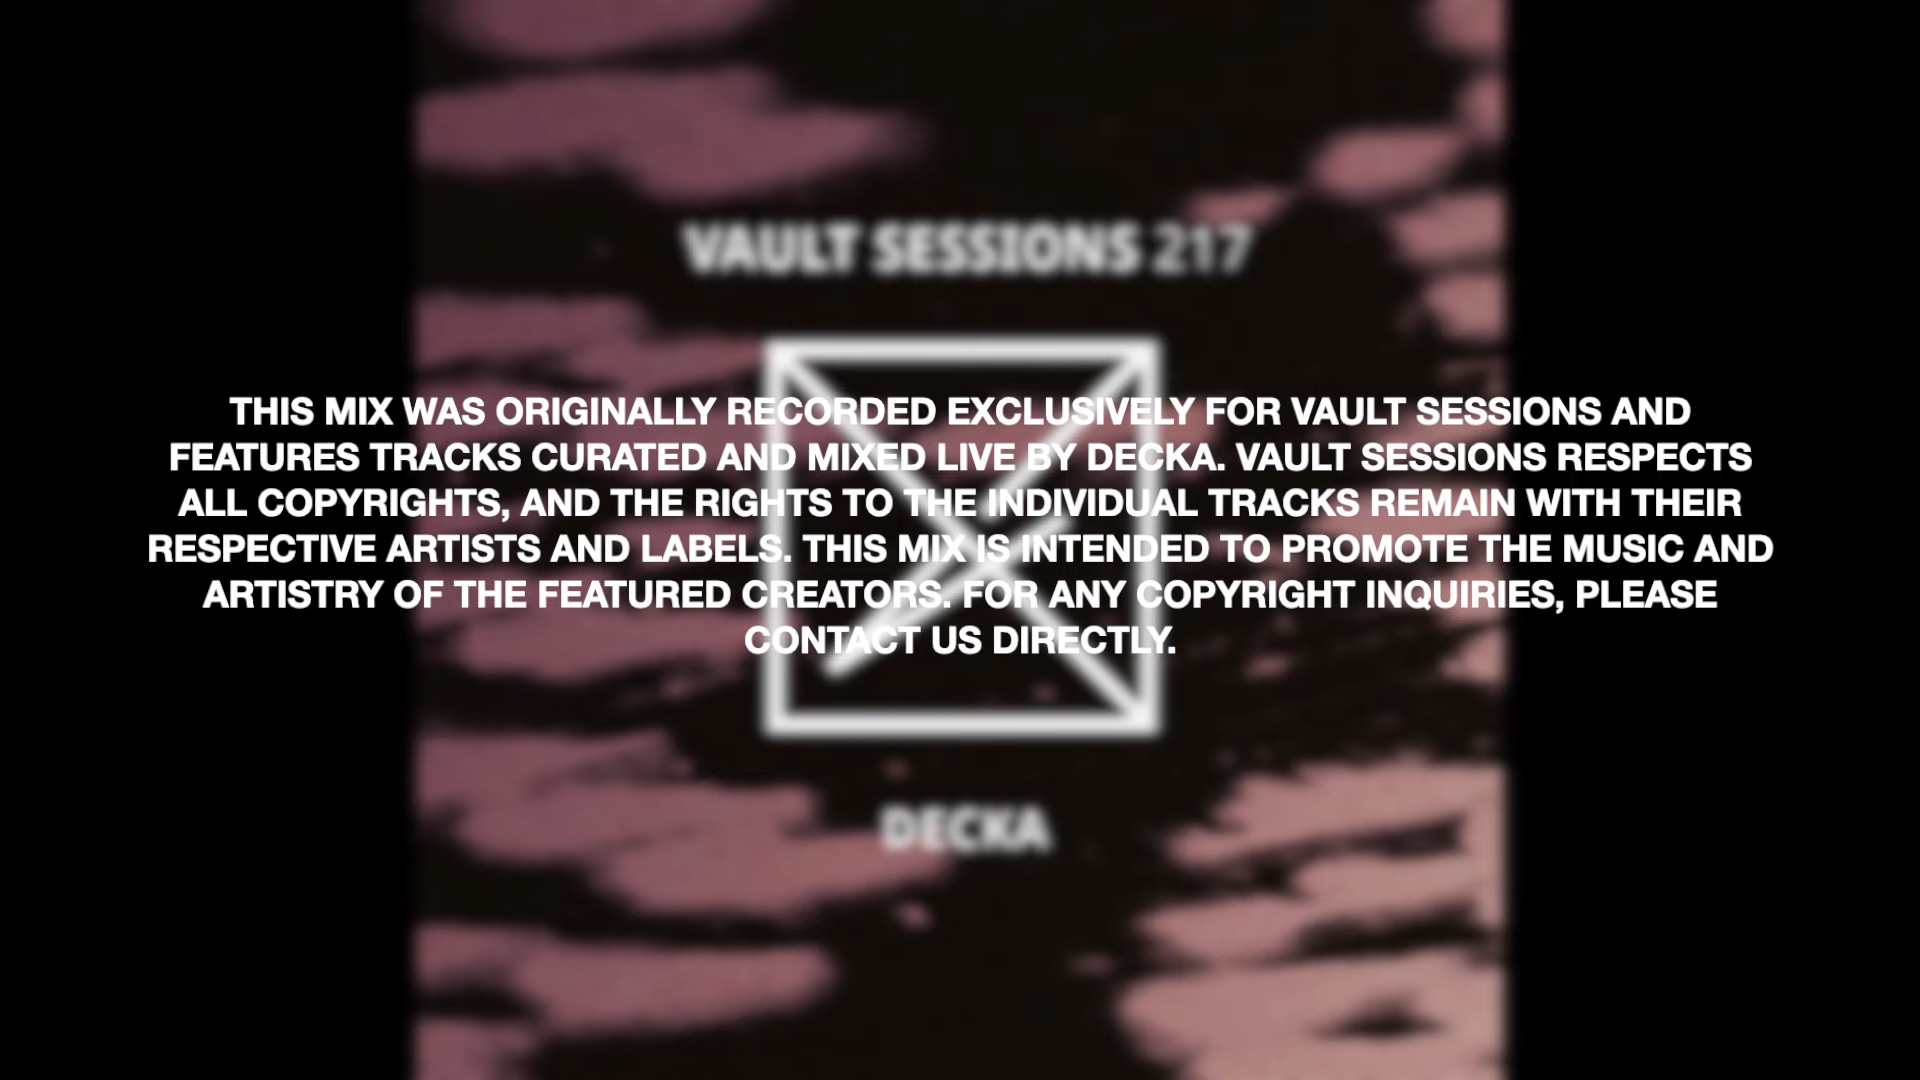 VAULT SESSIONS 217
THIS MIX WAS ORIGINALLY RECORDED EXCLUSIVELY FOR VAULT SESSIONS AND
FEATURES TRACKS CURATED AND MIXED LIVE BY DECKA. VAULT SESSIONS RESPECTS
ALL COPYRIGHTS, AND THE RIGHTS TO THE INDIVIDUAL TRACKS REMAIN WITH THEIR
RESPECTIVE ARTISTS AND LABELS. THIS MIX IS INTENDED TO PROMOTE THE MUSIC AND
ARTISTRY OF THE FEATURED CREATORS. FOR ANY COPYRIGHT INQUIRIES, PLEASE
CONTACT US DIRECTLY.
DECKA